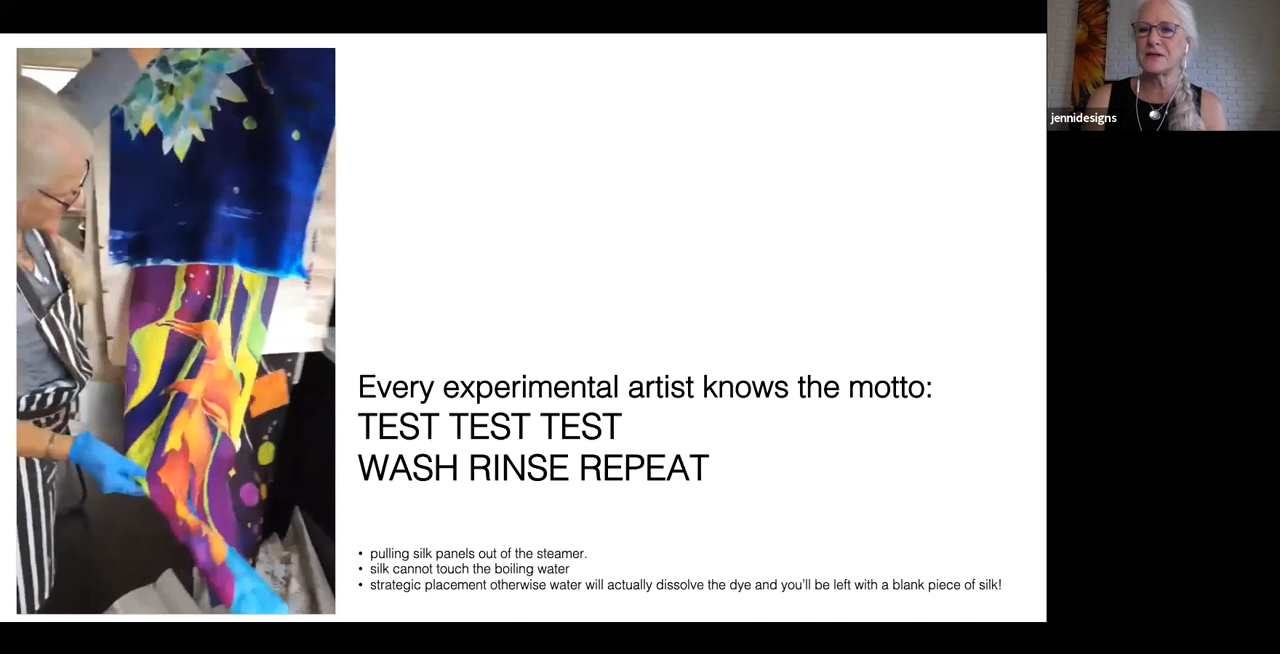 jennidesigns
Every experimental artist knows the motto:
TEST TEST TEST
WASH RINSE REPEAT
• pulling silk panels out of the steamer.
• silk cannot touch the boiling water
• strategic placement otherwise water will actually dissolve the dye and you'll be left with a blank piece of silk!